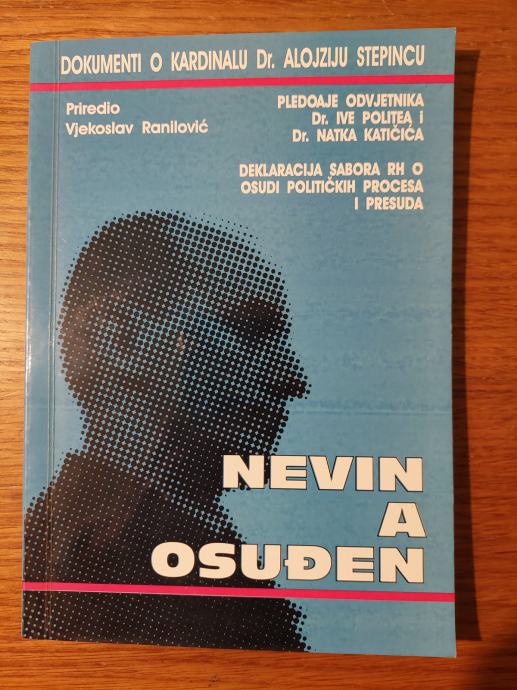 DOKUMENTI O KARDINALU Dr. ALOJZIJU STEPINCU
Priredio
Vjekoslav Ranilović
PLEDOAJE ODVJETNIKA
Dr. IVE POLITEA I
Dr. NATKA KATIČIĆA
DEKLARACIJA SABORA RH O
OSUDI POLITIČKIH PROCESA
I PRESUDA
NEVIN
A
OSUĐEN